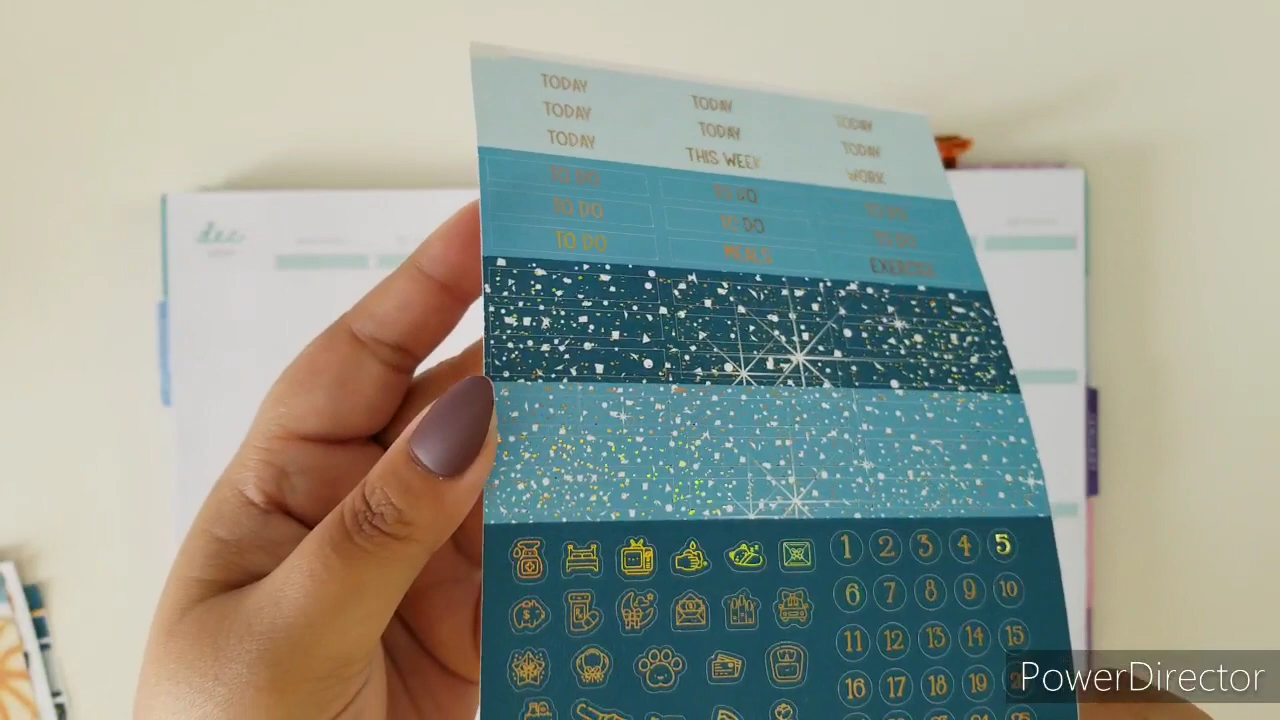 TODAY TODAY TODAY
TODAY TODAY TODAY
TODAY THIS WEEK WORK
TO DO TO DO TO DO
TO DO TO DO TO DO
TO DO MEALS EXERCISE
dec
1 2 3 4 5
6 7 8 9 10
11 12 13 14 15
16 17 18 19
PowerDirector